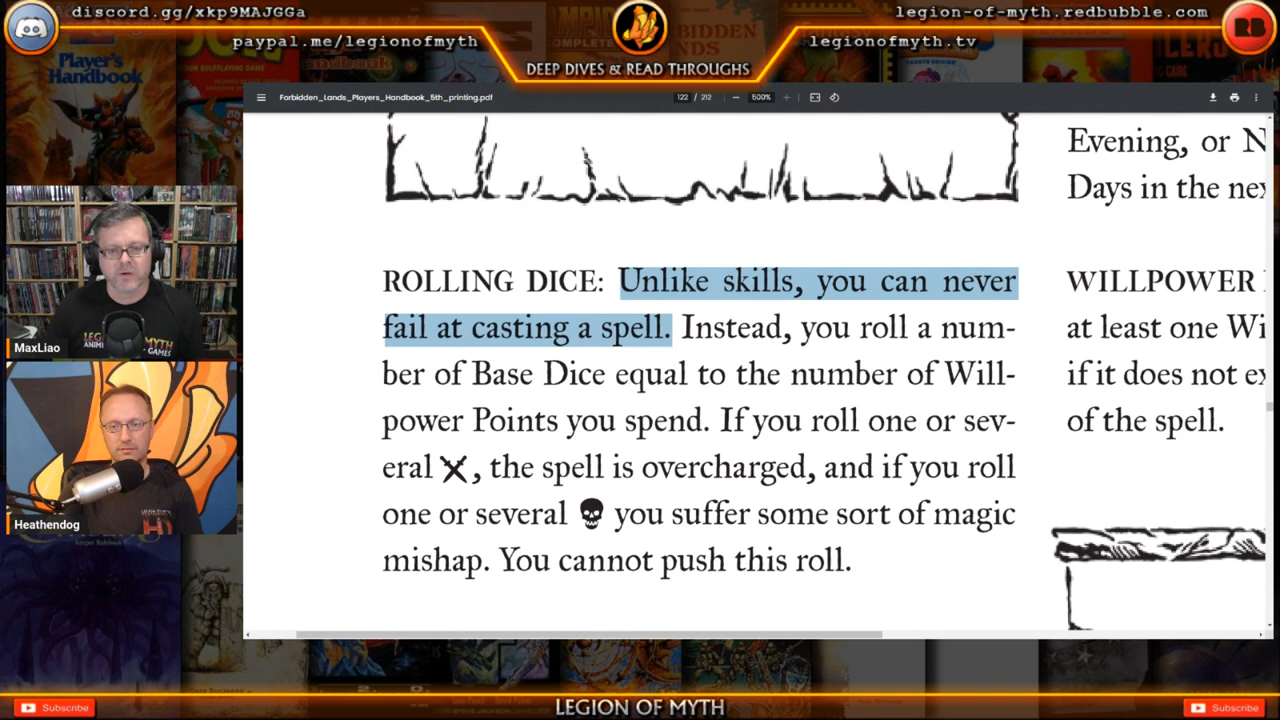 discord.gg/xkp9MAJGGa
legion-of-myth.redbubble.com
paypal.me/legionofmyth
legionofmyth.tv
DEEP DIVES & READ THROUGHS
Player's
Handbook
Forbidden_Lands_Players_Handbook_5th_printing.pdf
122 / 212
500%
Evening, or N
Days in the nex
ROLLING DICE: Unlike skills, you can never
fail at casting a spell. Instead, you roll a num-
ber of Base Dice equal to the number of Will-
power Points you spend. If you roll one or sev-
eral , the spell is overcharged, and if you roll
one or several you suffer some sort of magic
mishap. You cannot push this roll.
WILLPOWER
at least one Wi
if it does not ex
of the spell.
MaxLiao
Heathendog
Subscribe
LEGION OF MYTH
Subscribe